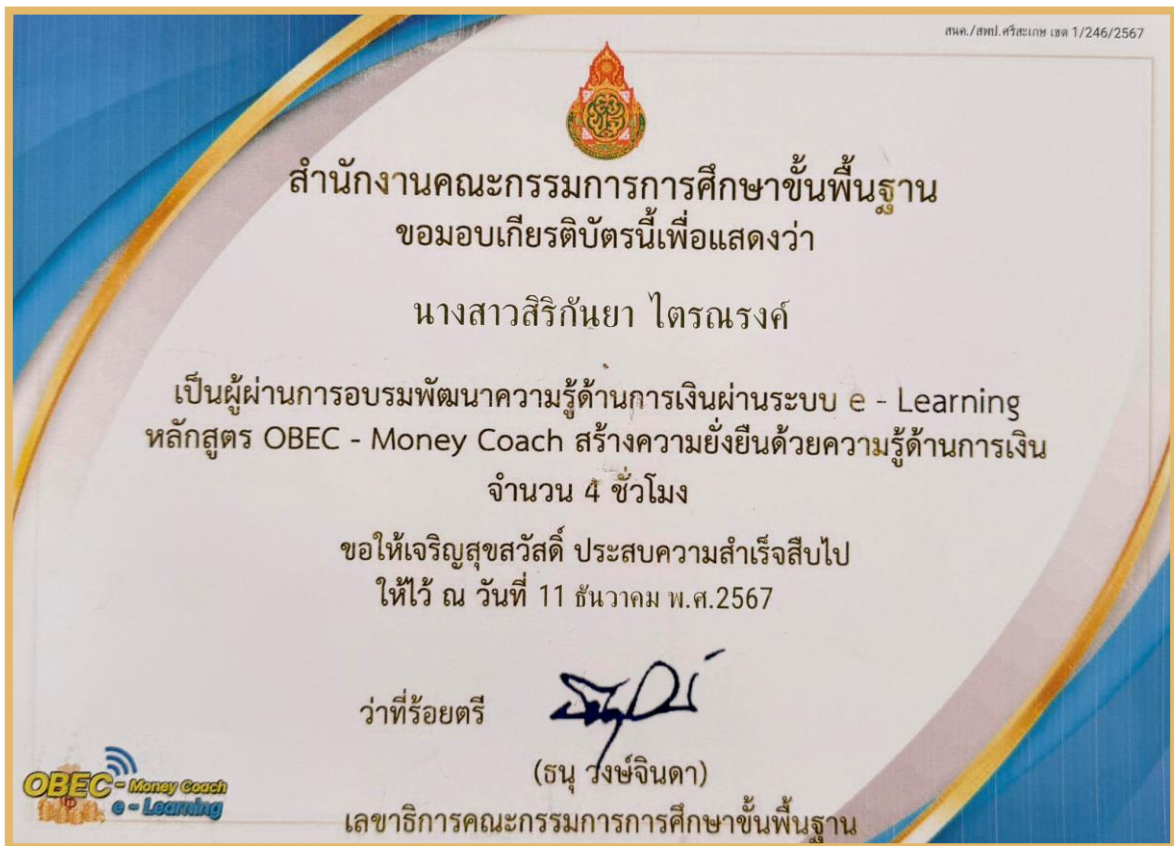 สนค./สพป.ศรีสะเกษ เขต 1/246/2567
สำนักงานคณะกรรมการการศึกษาขั้นพื้นฐาน
ขอมอบเกียรติบัตรนี้เพื่อแสดงว่า
นางสาวสิริกันยา ไตรณรงค์
เป็นผู้ผ่านการอบรมพัฒนาความรู้ด้านการเงินผ่านระบบ e - Learning
หลักสูตร OBEC - Money Coach สร้างความยั่งยืนด้วยความรู้ด้านการเงิน
จำนวน 4 ชั่วโมง
ขอให้เจริญสุขสวัสดิ์ ประสบความสำเร็จสืบไป
ให้ไว้ ณ วันที่ 11 ธันวาคม พ.ศ.2567
ว่าที่ร้อยตรี
(ธนุ วงษ์จินดา)
เลขาธิการคณะกรรมการการศึกษาขั้นพื้นฐาน
OBEC - Money Coach
e - Learning